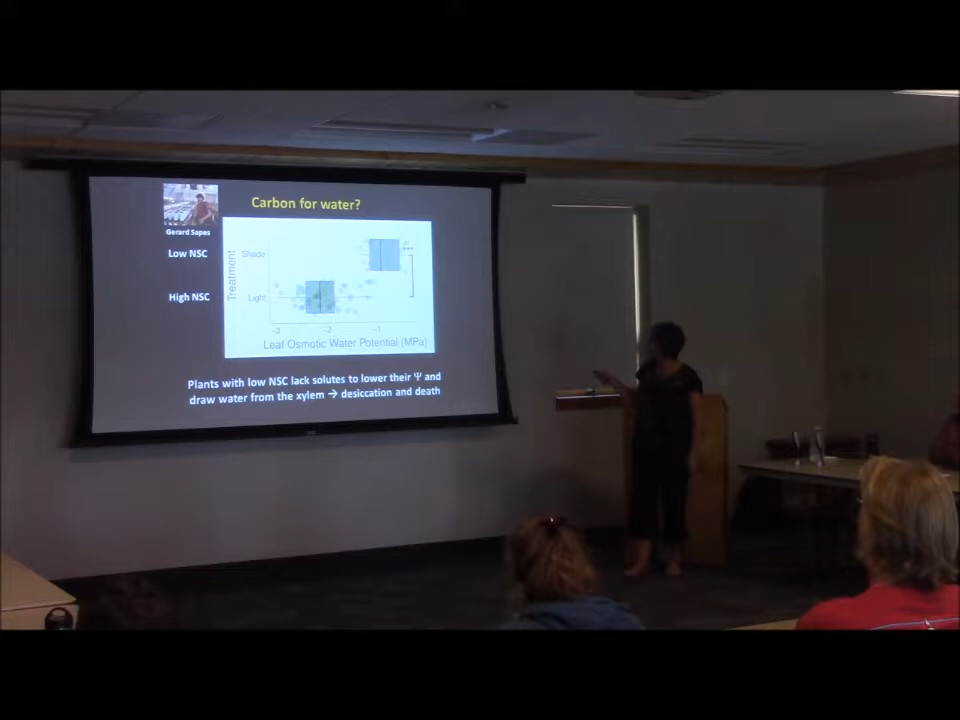 Carbon for water?
Gerard Sapes
Low NSC
High NSC
Treatment
Shade
Light
-3 -2 -1
Leaf Osmotic Water Potential (MPa)
Plants with low NSC lack solutes to lower their Ψ and
draw water from the xylem → desiccation and death